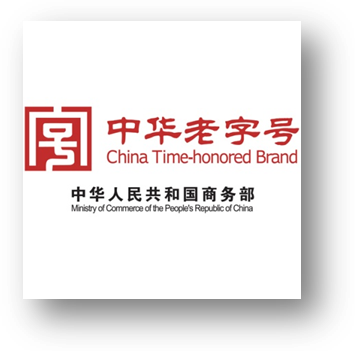 中华老字号
China Time-honored Brand
中华人民共和国商务部
Ministry of Commerce of the People's Republic of China